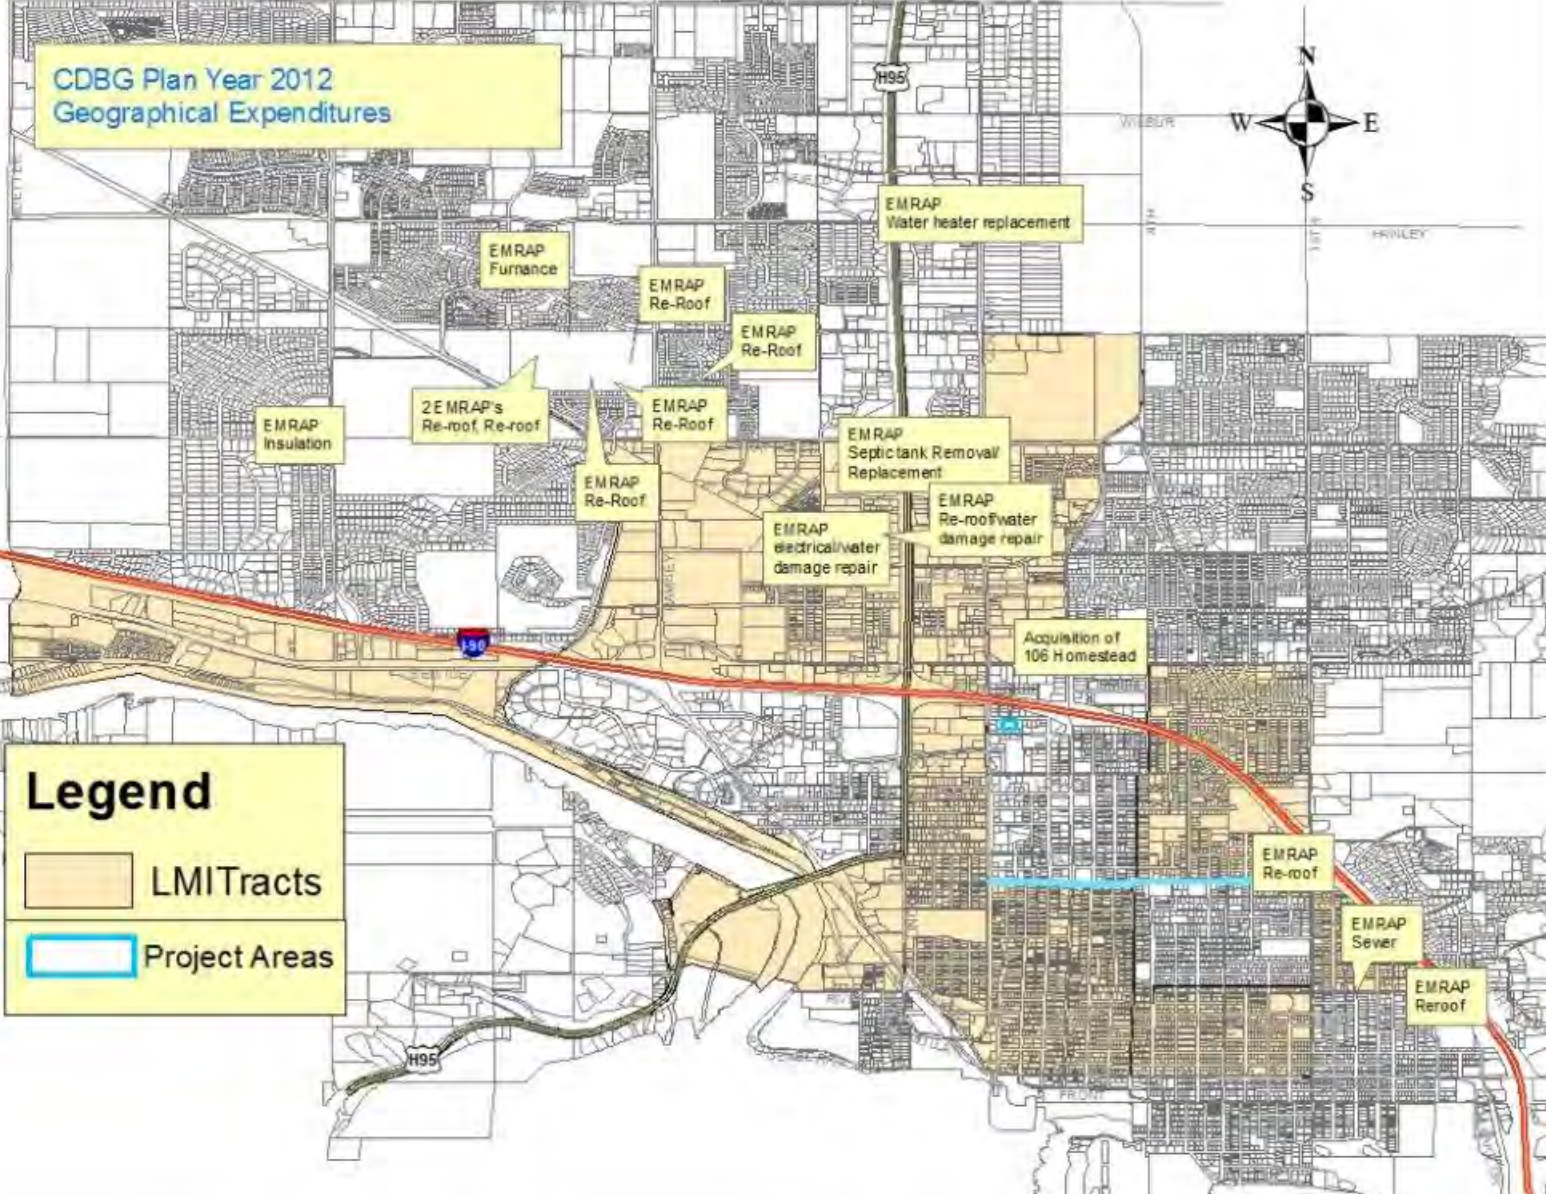 CDBG Plan Year 2012
Geographical Expenditures
H95
N
W E
S
WILBUR
EMRAP
Water heater replacement
4TH
HANLEY
EMRAP
Furnance
EMRAP
Re-Roof
EMRAP
Re-Roof
2 EMRAP's
Re-roof, Re-roof
EMRAP
Re-Roof
EMRAP
Insulation
EMRAP
Septic tank Removal/
Replacement
EMRAP
Re-Roof
EMRAP
Re-roof/water
damage repair
EMRAP
electrical/water
damage repair
Acquisition of
106 Homestead
I-90
Legend
LMI Tracts
Project Areas
EMRAP
Re-roof
EMRAP
Sewer
EMRAP
Reroof
H95
FRONT